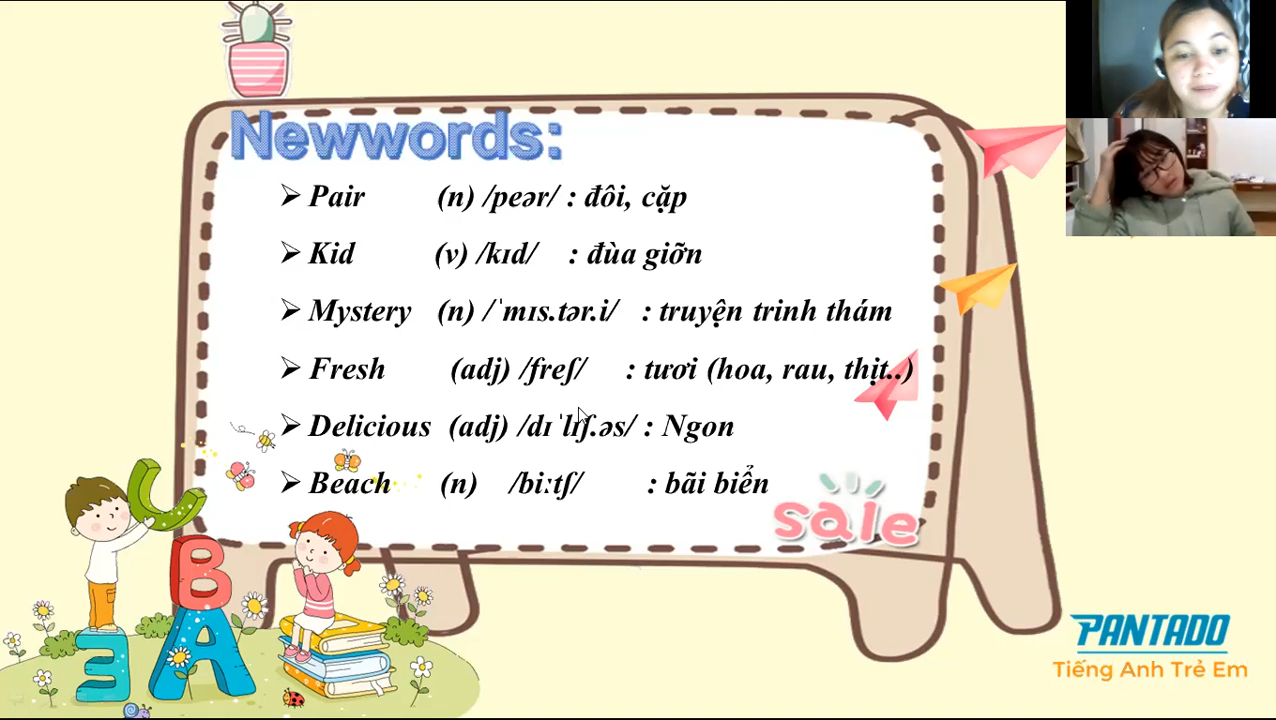 Newwords:
➢ Pair (n) /peər/ : đôi, cặp
➢ Kid (v) /kɪd/ : đùa giỡn
➢ Mystery (n) /ˈmɪs.tər.i/ : truyện trinh thám
➢ Fresh (adj) /freʃ/ : tươi (hoa, rau, thịt..)
➢ Delicious (adj) /dɪˈlɪʃ.əs/ : Ngon
➢ Beach (n) /biːtʃ/ : bãi biển
sale
U
B
E A
PANTADO
Tiếng Anh Trẻ Em